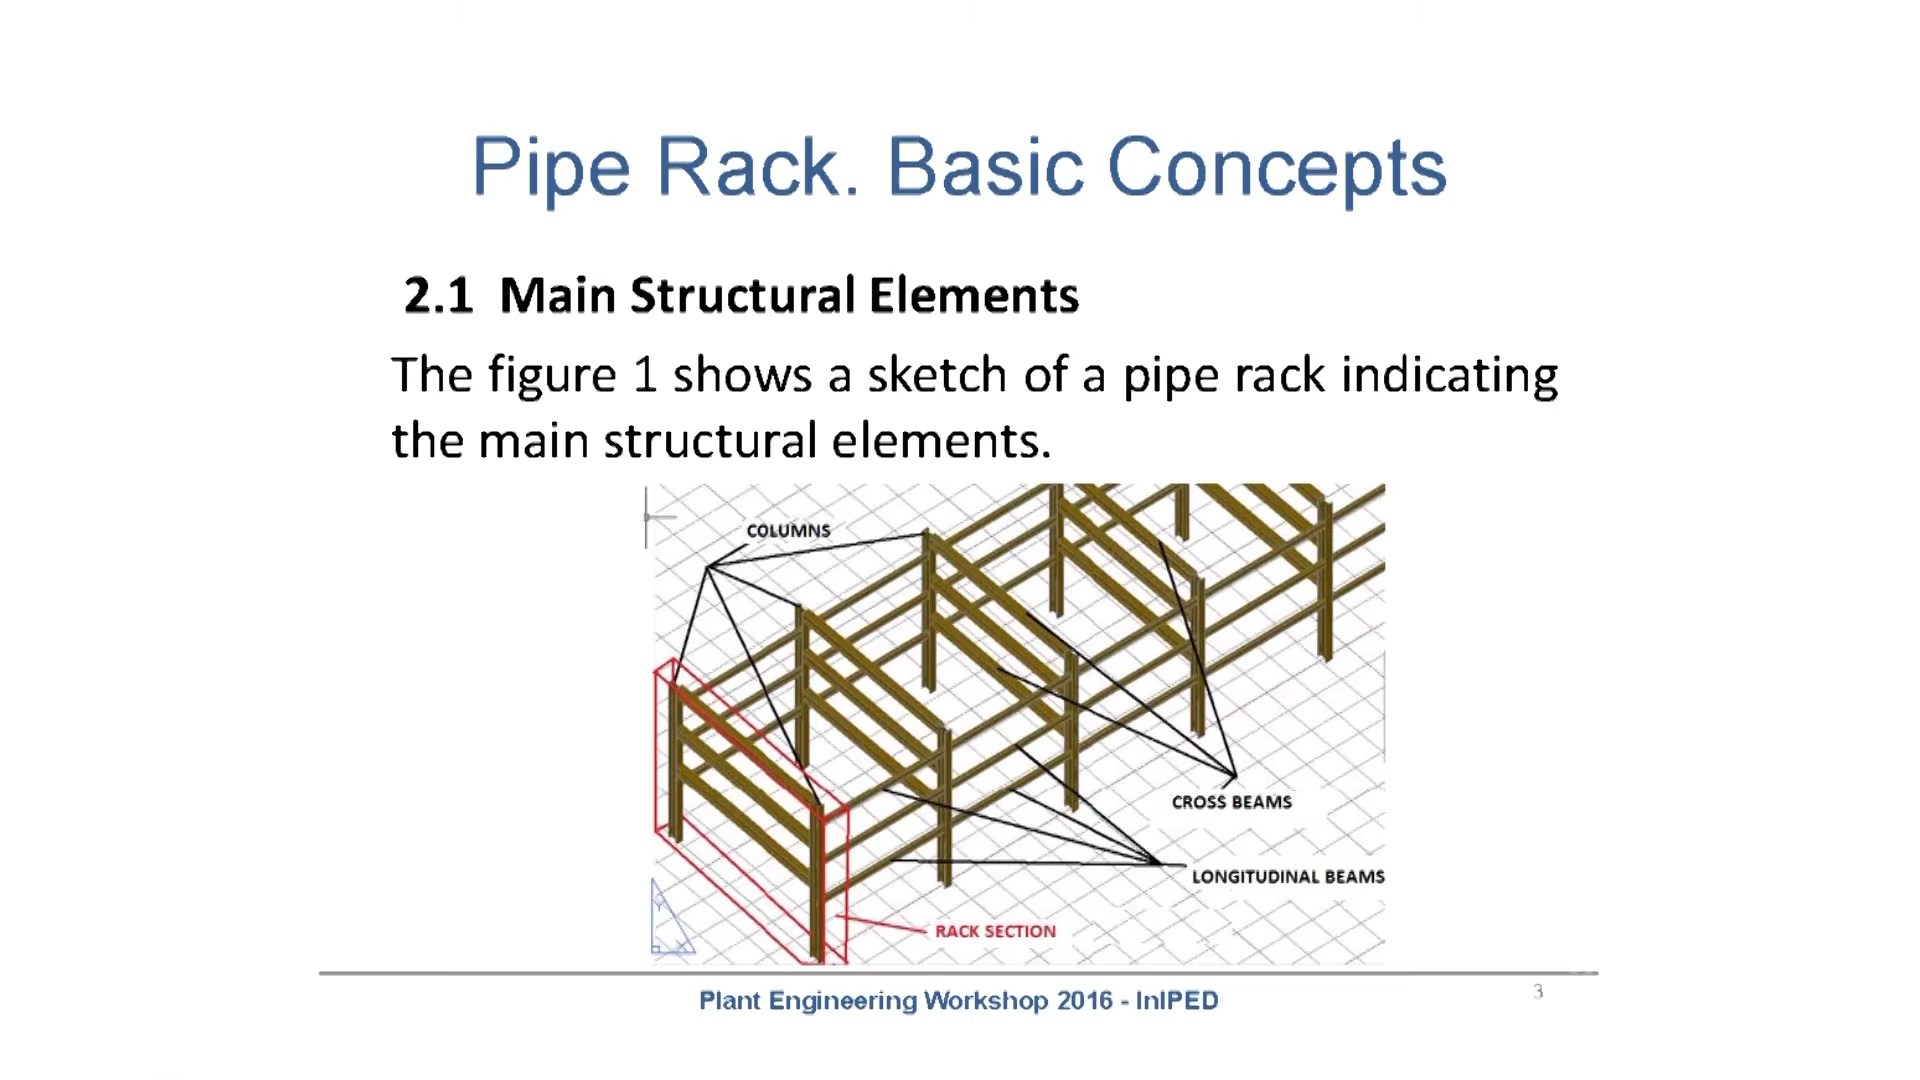 Pipe Rack. Basic Concepts
2.1 Main Structural Elements
The figure 1 shows a sketch of a pipe rack indicating
the main structural elements.
COLUMNS
CROSS BEAMS
LONGITUDINAL BEAMS
RACK SECTION
Plant Engineering Workshop 2016 - InIPED
3